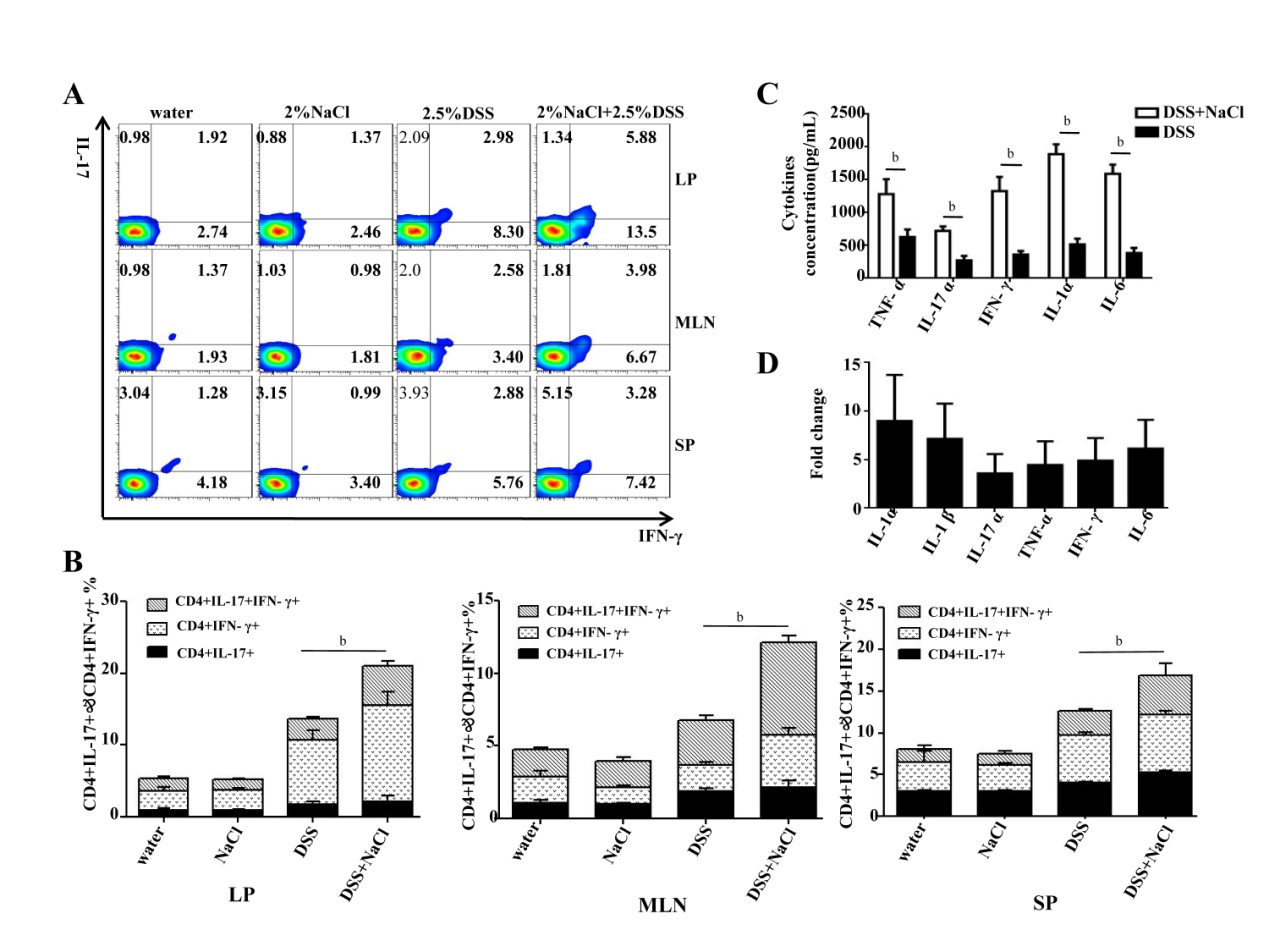 A
water 2%NaCl 2.5%DSS 2%NaCl+2.5%DSS
IL-17
0.98 1.92 0.88 1.37 2.09 2.98 1.34 5.88
LP
2.74 2.46 8.30 13.5
0.98 1.37 1.03 0.98 2.0 2.58 1.81 3.98
MLN
1.93 1.81 3.40 6.67
3.04 1.28 3.15 0.99 3.93 2.88 5.15 3.28
SP
4.18 3.40 5.76 7.42
IFN-γ
C
Cytokines
concentration(pg/mL)
2500
2000
1500
1000
500
0
DSS+NaCl
DSS
b b b b b
TNF- α IL-17 α IFN- γ IL-1α IL-6
D
Fold change
15
10
5
0
IL-1α IL-1 β IL-17 α TNF-α IFN- γ IL-6
B
CD4+IL-17+&CD4+IFN-γ+ %
30
20
10
0
CD4+IL-17+IFN- γ+
CD4+IFN- γ+
CD4+IL-17+
b
water NaCl DSS DSS+NaCl
LP
CD4+IL-17+&CD4+IFN-γ+%
15
10
5
0
CD4+IL-17+IFN- γ+
CD4+IFN- γ+
CD4+IL-17+
b
water NaCl DSS DSS+NaCl
MLN
CD4+IL-17+&CD4+IFN-γ+%
25
20
15
10
5
0
CD4+IL-17+IFN- γ+
CD4+IFN- γ+
CD4+IL-17+
b
water NaCl DSS DSS+NaCl
SP